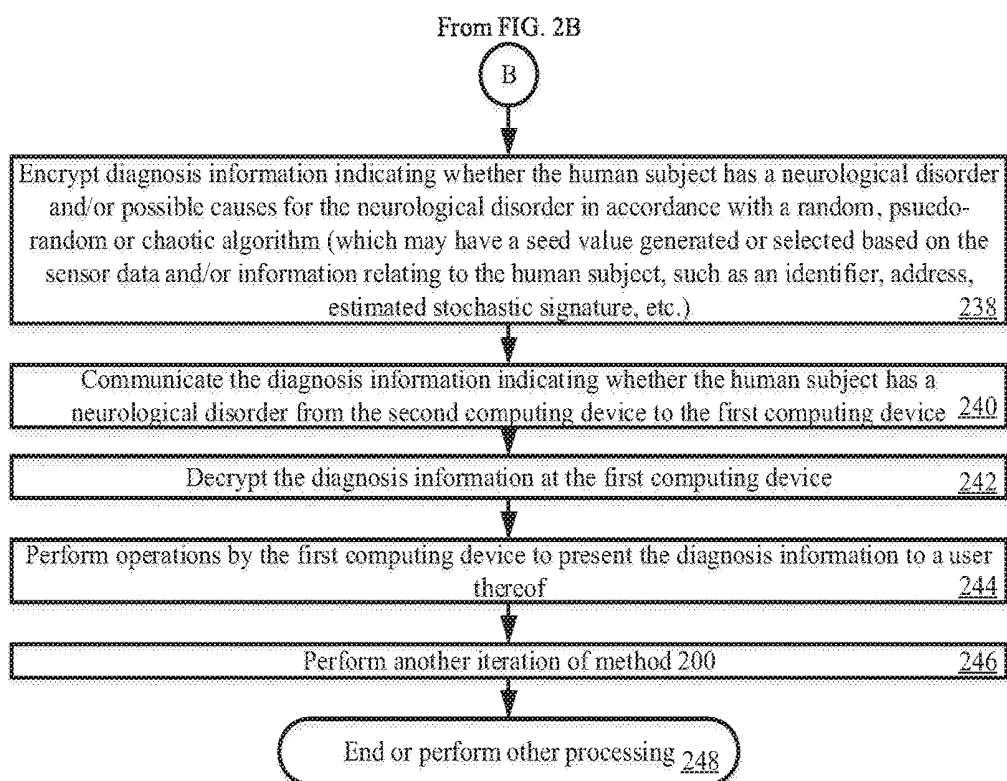 From FIG. 2B
B
Encrypt diagnosis information indicating whether the human subject has a neurological disorder
and/or possible causes for the neurological disorder in accordance with a random, psuedo-
random or chaotic algorithm (which may have a seed value generated or selected based on the
sensor data and/or information relating to the human subject, such as an identifier, address,
estimated stochastic signature, etc.) 238
Communicate the diagnosis information indicating whether the human subject has a
neurological disorder from the second computing device to the first computing device 240
Decrypt the diagnosis information at the first computing device 242
Perform operations by the first computing device to present the diagnosis information to a user
thereof 244
Perform another iteration of method 200 246
End or perform other processing 248